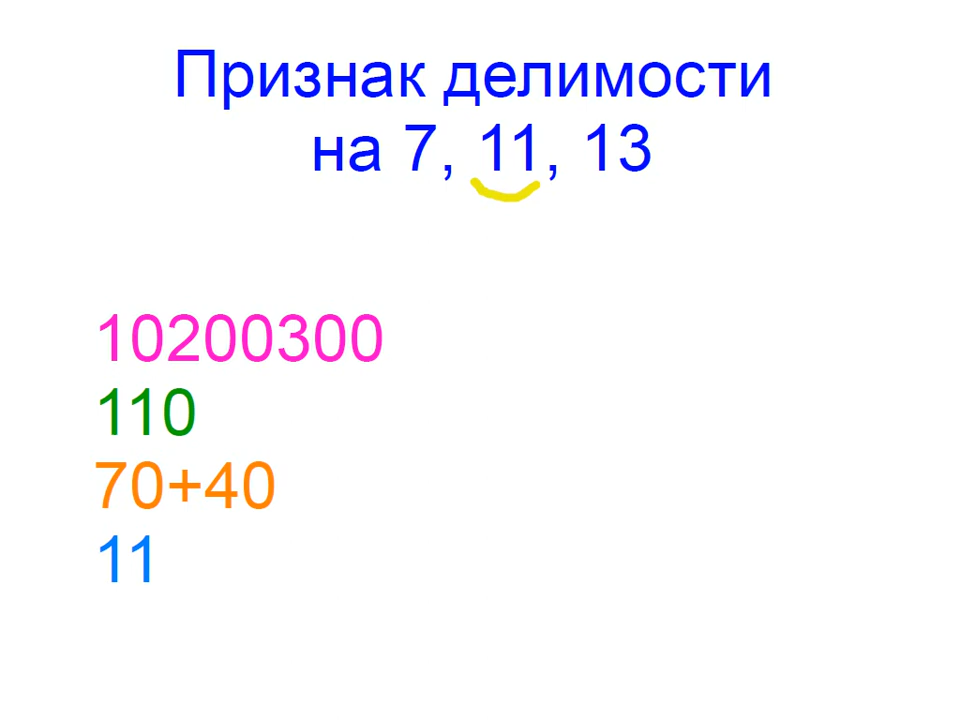 Признак делимости
на 7, 11, 13
10200300
110
70+40
11